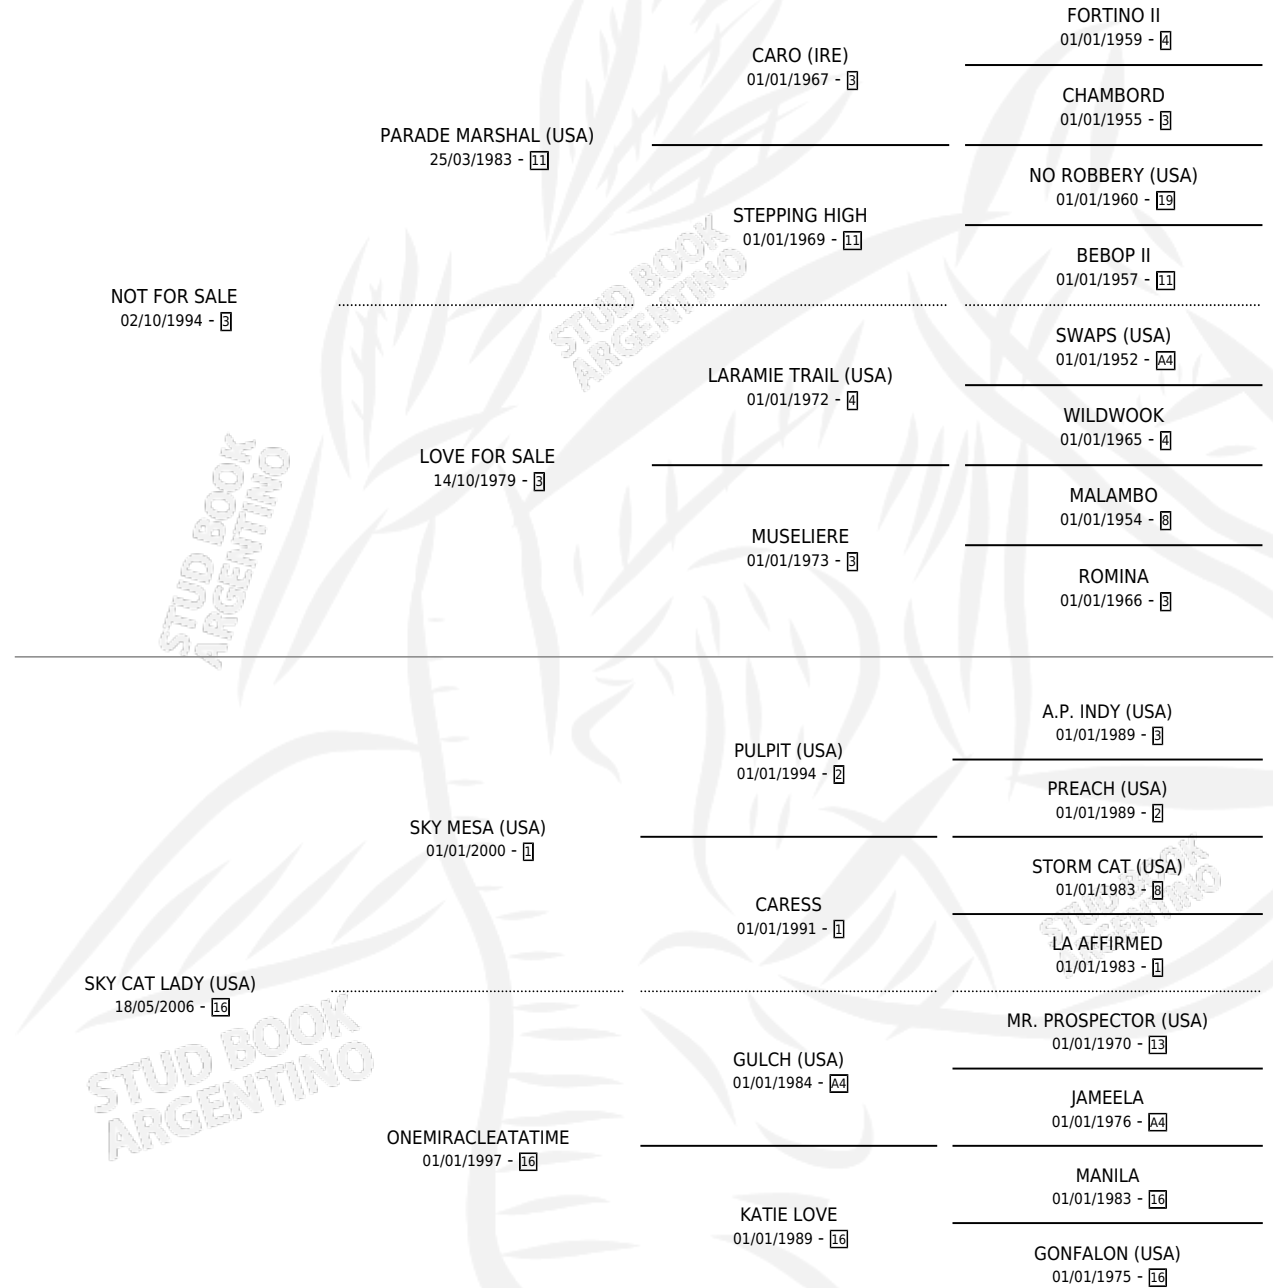 FORTINO II
01/01/1959 - 4
CARO (IRE)
01/01/1967 - 3
CHAMBORD
01/01/1955 - 3
PARADE MARSHAL (USA)
25/03/1983 - 11
NO ROBBERY (USA)
01/01/1960 - 19
STEPPING HIGH
01/01/1969 - 11
BEBOP II
01/01/1957 - 11
NOT FOR SALE
02/10/1994 - 3
STUD BOOK
ARGENTINO
SWAPS (USA)
01/01/1952 - A4
LARAMIE TRAIL (USA)
01/01/1972 - 4
WILDWOOK
01/01/1965 - 4
LOVE FOR SALE
14/10/1979 - 3
MALAMBO
01/01/1954 - 8
MUSELIERE
01/01/1973 - 3
ROMINA
01/01/1966 - 3
STUD BOOK
ARGENTINO
A.P. INDY (USA)
01/01/1989 - 3
PULPIT (USA)
01/01/1994 - 2
PREACH (USA)
01/01/1989 - 2
SKY MESA (USA)
01/01/2000 - 1
STORM CAT (USA)
01/01/1983 - 8
CARESS
01/01/1991 - 1
LA AFFIRMED
01/01/1983 - 1
STUD BOOK
ARGENTINO
SKY CAT LADY (USA)
18/05/2006 - 16
MR. PROSPECTOR (USA)
01/01/1970 - 13
GULCH (USA)
01/01/1984 - A4
JAMEELA
01/01/1976 - A4
STUD BOOK
ARGENTINO
ONEMIRACLEATATIME
01/01/1997 - 16
MANILA
01/01/1983 - 16
KATIE LOVE
01/01/1989 - 16
GONFALON (USA)
01/01/1975 - 16